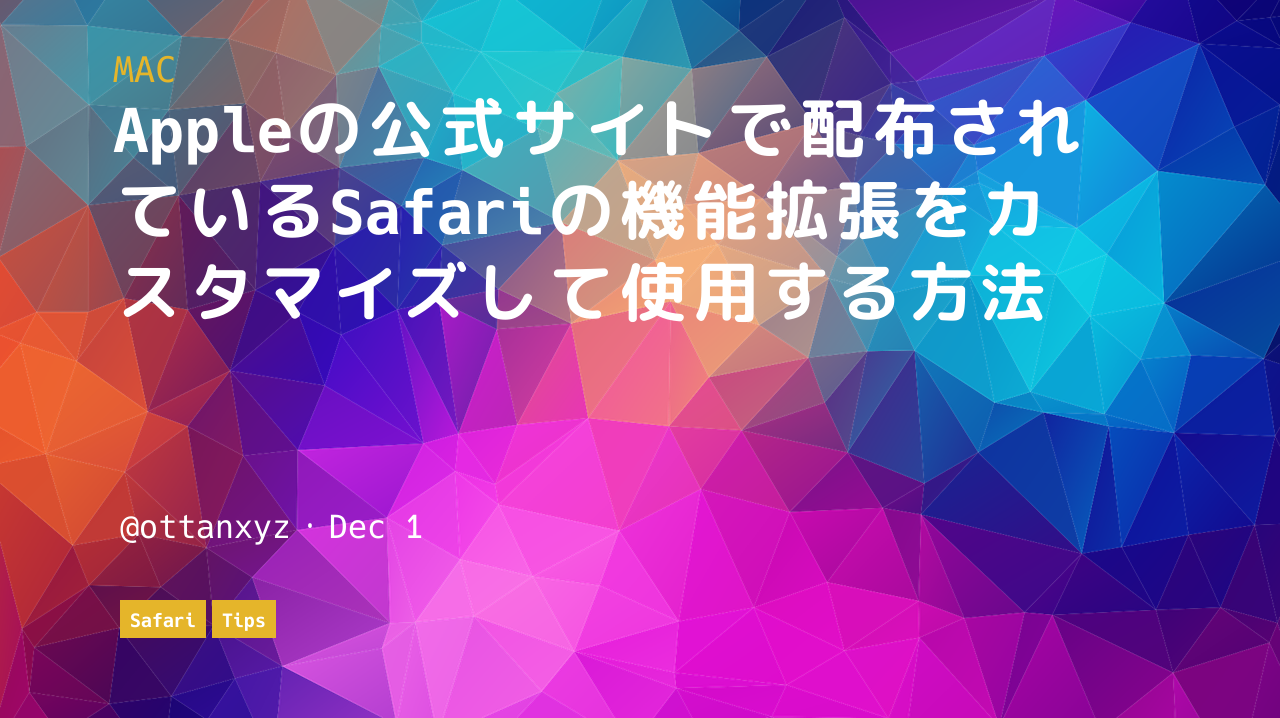 MAC
Appleの公式サイトで配布され
ているSafariの機能拡張をカ
スタマイズして使用する方法
@ottanxyz · Dec 1
Safari Tips